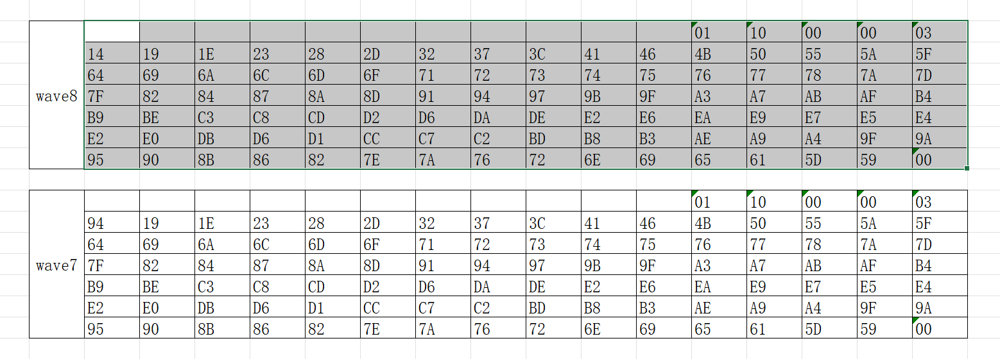 01 10 00 00 03
14 19 1E 23 28 2D 32 37 3C 41 46 4B 50 55 5A 5F
64 69 6A 6C 6D 6F 71 72 73 74 75 76 77 78 7A 7D
wave8 7F 82 84 87 8A 8D 91 94 97 9B 9F A3 A7 AB AF B4
B9 BE C3 C8 CD D2 D6 DA DE E2 E6 EA E9 E7 E5 E4
E2 E0 DB D6 D1 CC C7 C2 BD B8 B3 AE A9 A4 9F 9A
95 90 8B 86 82 7E 7A 76 72 6E 69 65 61 5D 59 00
01 10 00 00 03
94 19 1E 23 28 2D 32 37 3C 41 46 4B 50 55 5A 5F
64 69 6A 6C 6D 6F 71 72 73 74 75 76 77 78 7A 7D
wave7 7F 82 84 87 8A 8D 91 94 97 9B 9F A3 A7 AB AF B4
B9 BE C3 C8 CD D2 D6 DA DE E2 E6 EA E9 E7 E5 E4
E2 E0 DB D6 D1 CC C7 C2 BD B8 B3 AE A9 A4 9F 9A
95 90 8B 86 82 7E 7A 76 72 6E 69 65 61 5D 59 00